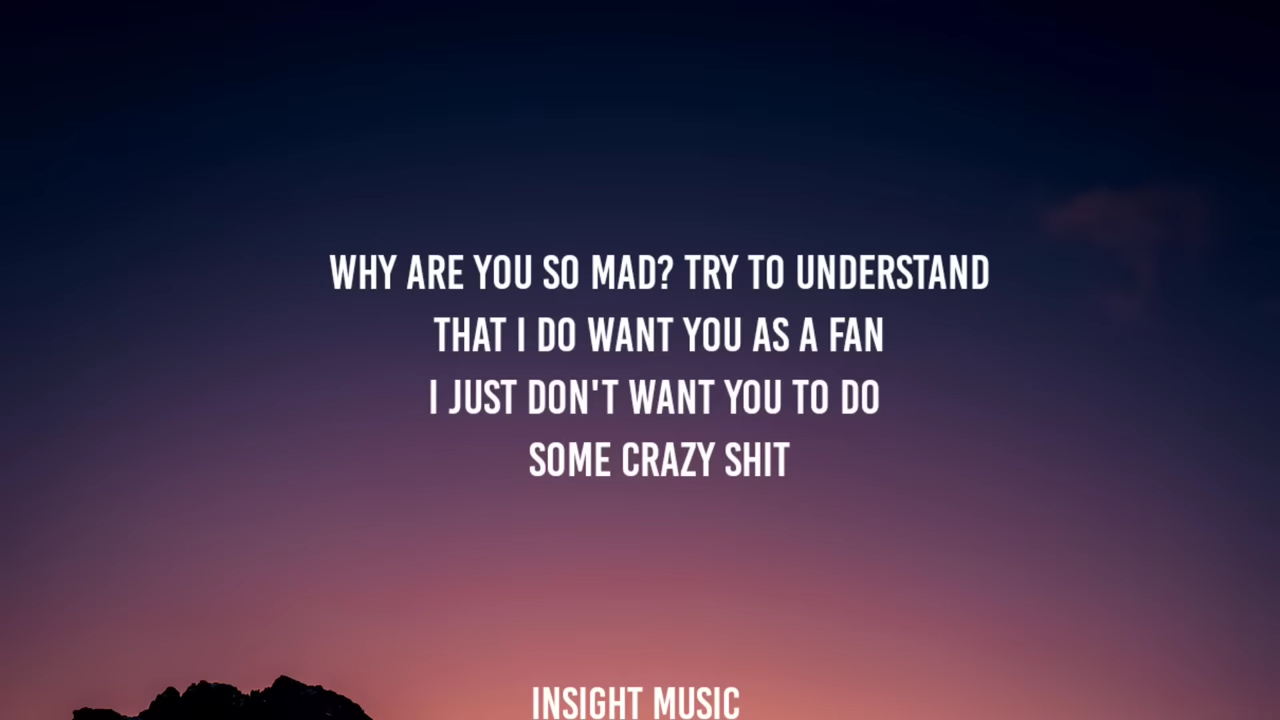 WHY ARE YOU SO MAD? TRY TO UNDERSTAND
THAT I DO WANT YOU AS A FAN
I JUST DON'T WANT YOU TO DO
SOME CRAZY SHIT
INSIGHT MUSIC